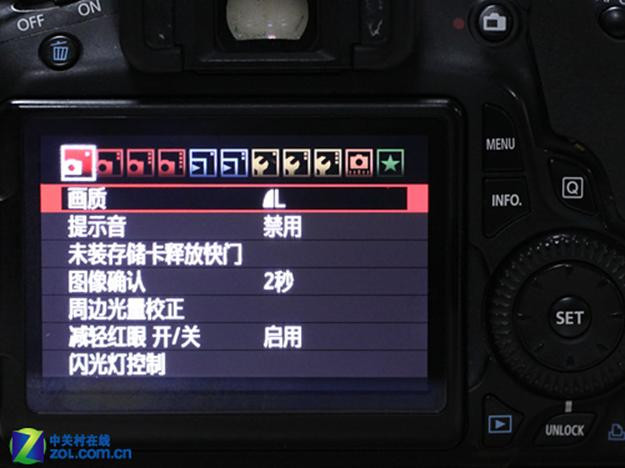 OFF
ON
MENU
INFO.
Q
SET
UNLOCK
画质 L
提示音 禁用
未装存储卡释放快门
图像确认 2秒
周边光量校正
减轻红眼 开/关 启用
闪光灯控制
中关村在线
ZOL.COM.CN